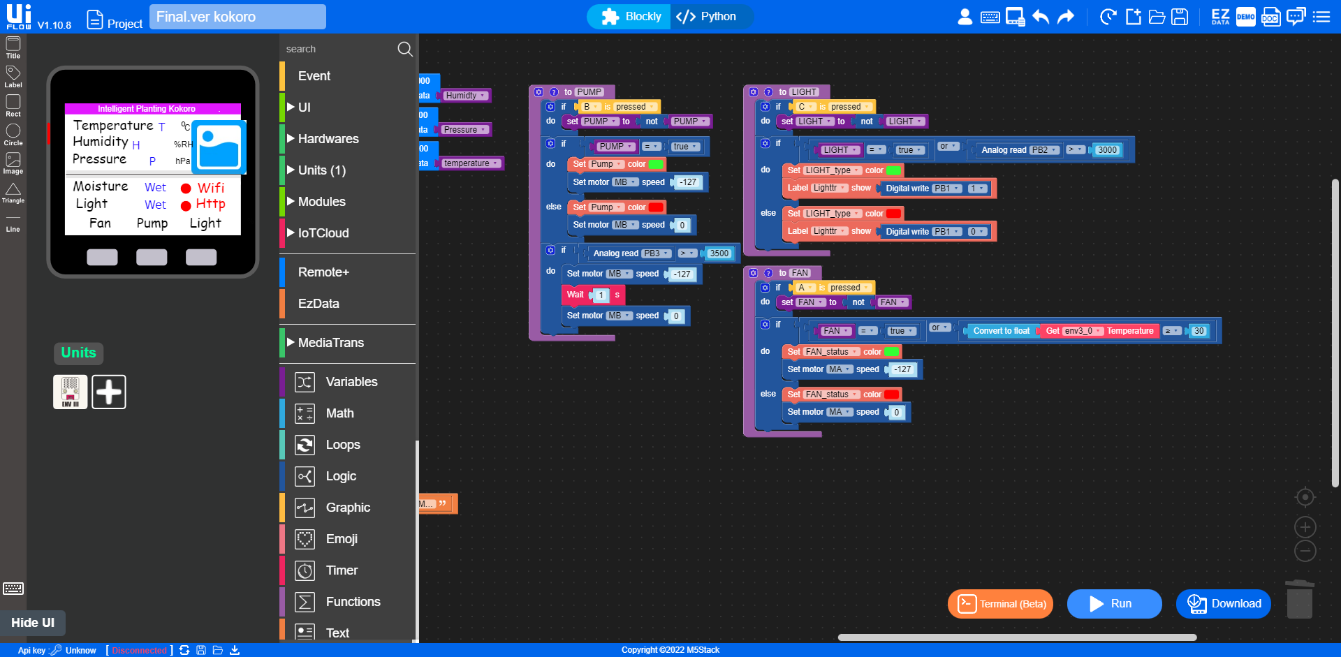 Ui
FLOW V1.10.8
Project
Final.ver kokoro
Blockly
Python
EZ
DATA
DEMO
DOC
Title
Label
Rect
Circle
Image
Triangle
Line
Intelligent Planting Kokoro
Temperature T °C
Humidity H %RH
Pressure P hPa
Moisture Wet Wifi
Light Wet Http
Fan Pump Light
Units
ENV III
Hide UI
search
Event
UI
Hardwares
Units (1)
Modules
IoTCloud
Remote+
EzData
MediaTrans
Variables
Math
Loops
Logic
Graphic
Emoji
Timer
Functions
Text
00
ata Humidty
00
ata Pressure
00
ata temperature
M... ”
to PUMP
if B is pressed
do set PUMP to not PUMP
if PUMP = true
do Set Pump color
Set motor MB speed -127
else Set Pump color
Set motor MB speed 0
if Analog read PB3 > 3500
do Set motor MB speed -127
Wait 1 s
Set motor MB speed 0
to LIGHT
if C is pressed
do set LIGHT to not LIGHT
if LIGHT = true or Analog read PB2 > 3000
do Set LIGHT_type color
Label Lighttr show Digital write PB1 1
else Set LIGHT_type color
Label Lighttr show Digital write PB1 0
to FAN
if A is pressed
do set FAN to not FAN
if FAN = true or Convert to float Get env3_0 Temperature ≥ 30
do Set FAN_status color
Set motor MA speed -127
else Set FAN_status color
Set motor MA speed 0
Terminal (Beta)
Run
Download
Api key : Unknow [ Disconnected ]
Copyright ©2022 M5Stack